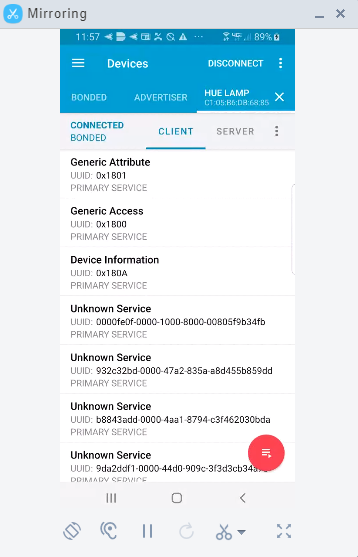 Mirroring
11:57 89%
Devices DISCONNECT
BONDED ADVERTISER HUE LAMP
C1:05:B6:DB:68:85
CONNECTED
BONDED CLIENT SERVER
Generic Attribute
UUID: 0x1801
PRIMARY SERVICE
Generic Access
UUID: 0x1800
PRIMARY SERVICE
Device Information
UUID: 0x180A
PRIMARY SERVICE
Unknown Service
UUID: 0000fe0f-0000-1000-8000-00805f9b34fb
PRIMARY SERVICE
Unknown Service
UUID: 932c32bd-0000-47a2-835a-a8d455b859dd
PRIMARY SERVICE
Unknown Service
UUID: b8843add-0000-4aa1-8794-c3f462030bda
PRIMARY SERVICE
Unknown Service
UUID: 9da2ddf1-0000-44d0-909c-3f3d3cb34a
PRIMARY SERVICE